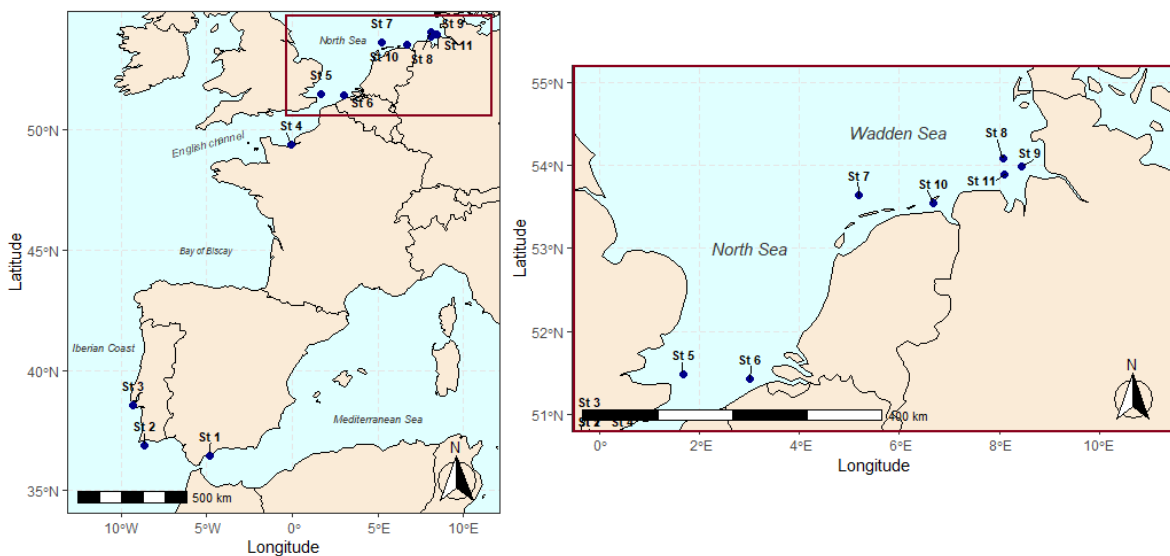 St 7
St 9
North Sea
St 10
St 8
St 11
St 5
St 6
St 4
English channel
Bay of Biscay
Iberian Coast
St 3
St 2
St 1
Mediterranean Sea
N
500 km
50°N
45°N
40°N
35°N
Latitude
10°W
5°W
0°
5°E
10°E
Longitude
Wadden Sea
St 8
St 9
St 7
St 10
St 11
North Sea
St 5
St 6
St 3
St 4
N
400 km
55°N
54°N
53°N
52°N
51°N
Latitude
0°
2°E
4°E
6°E
8°E
10°E
Longitude